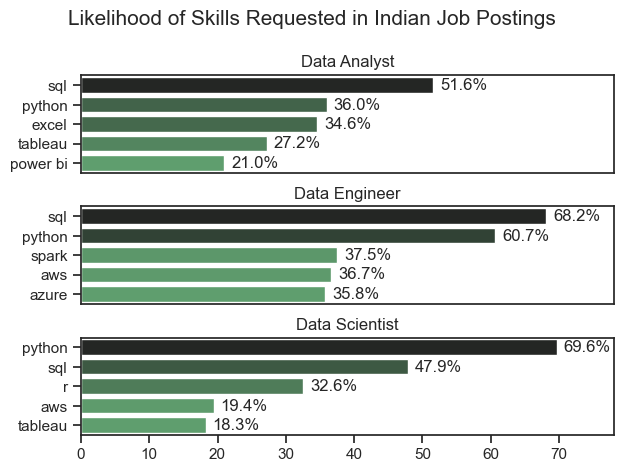 Likelihood of Skills Requested in Indian Job Postings
Data Analyst
sql 51.6%
python 36.0%
excel 34.6%
tableau 27.2%
power bi 21.0%
Data Engineer
sql 68.2%
python 60.7%
spark 37.5%
aws 36.7%
azure 35.8%
Data Scientist
python 69.6%
sql 47.9%
r 32.6%
aws 19.4%
tableau 18.3%
0 10 20 30 40 50 60 70